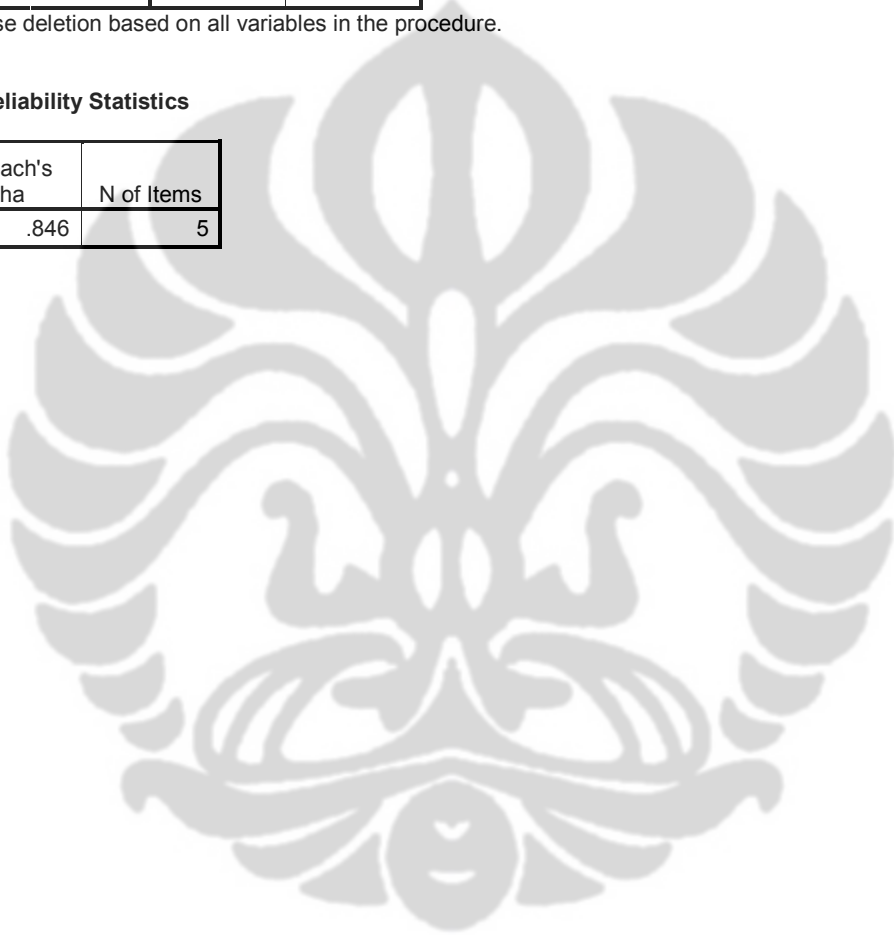 se deletion based on all variables in the procedure.
eliability Statistics
ach's
ha N of Items
.846 5